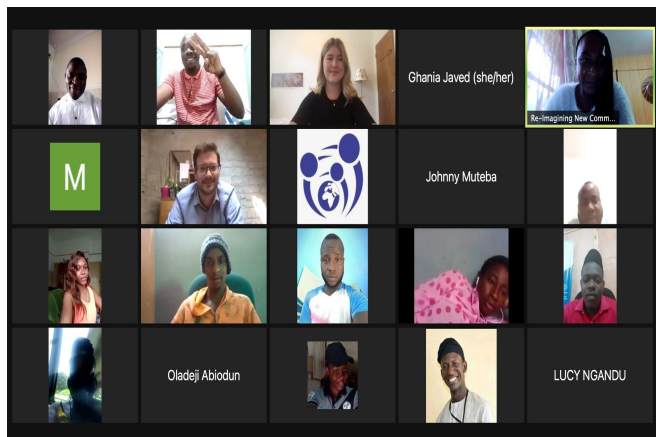 Ghania Javed (she/her)
Re-Imagining New Comm...
M
Johnny Muteba
Oladeji Abiodun
LUCY NGANDU